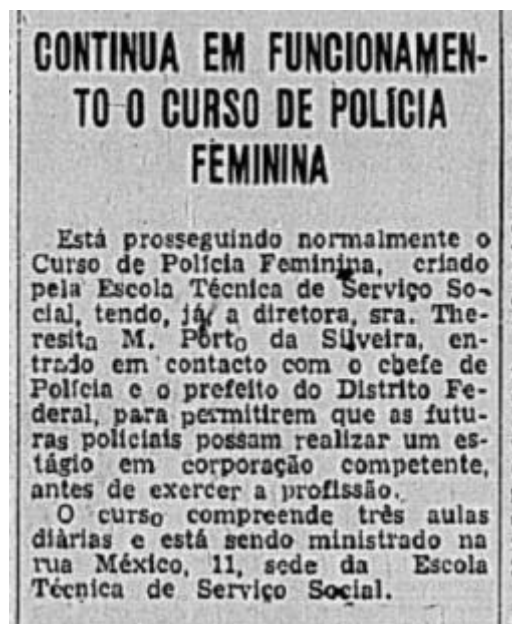 CONTINUA EM FUNCIONAMEN-
TO O CURSO DE POLÍCIA
FEMININA
Está prosseguindo normalmente o
Curso de Polícia Feminina, criado
pela Escola Técnica de Serviço So-
cial, tendo, já a diretora, sra. The-
resita M. Porto da Silveira, en-
trado em contacto com o chefe de
Polícia e o prefeito do Distrito Fe-
deral, para permitirem que as futu-
ras policiais possam realizar um es-
tágio em corporação competente,
antes de exercer a profissão.
O curso compreende três aulas
diárias e está sendo ministrado na
rua México, 11, sede da Escola
Técnica de Serviço Social.